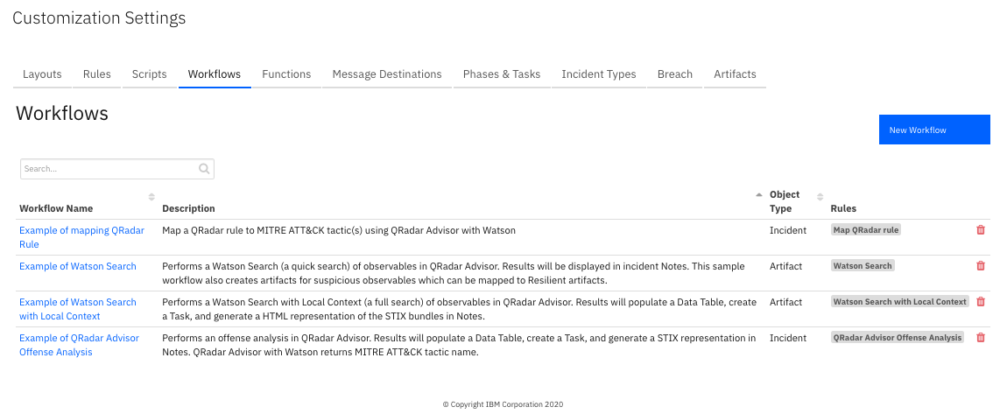 Customization Settings
Layouts Rules Scripts Workflows Functions Message Destinations Phases & Tasks Incident Types Breach Artifacts
Workflows
New Workflow
Search...
Workflow Name Description Object Type Rules
Example of mapping QRadar Rule
Map a QRadar rule to MITRE ATT&CK tactic(s) using QRadar Advisor with Watson
Incident
Map QRadar rule
Example of Watson Search
Performs a Watson Search (a quick search) of observables in QRadar Advisor. Results will be displayed in incident Notes. This sample
workflow also creates artifacts for suspicious observables which can be mapped to Resilient artifacts.
Artifact
Watson Search
Example of Watson Search
with Local Context
Performs a Watson Search with Local Context (a full search) of observables in QRadar Advisor. Results will populate a Data Table, create
a Task, and generate a HTML representation of the STIX bundles in Notes.
Artifact
Watson Search with Local Context
Example of QRadar Advisor
Offense Analysis
Performs an offense analysis in QRadar Advisor. Results will populate a Data Table, create a Task, and generate a STIX representation in
Notes. QRadar Advisor with Watson returns MITRE ATT&CK tactic name.
Incident
QRadar Advisor Offense Analysis
© Copyright IBM Corporation 2020